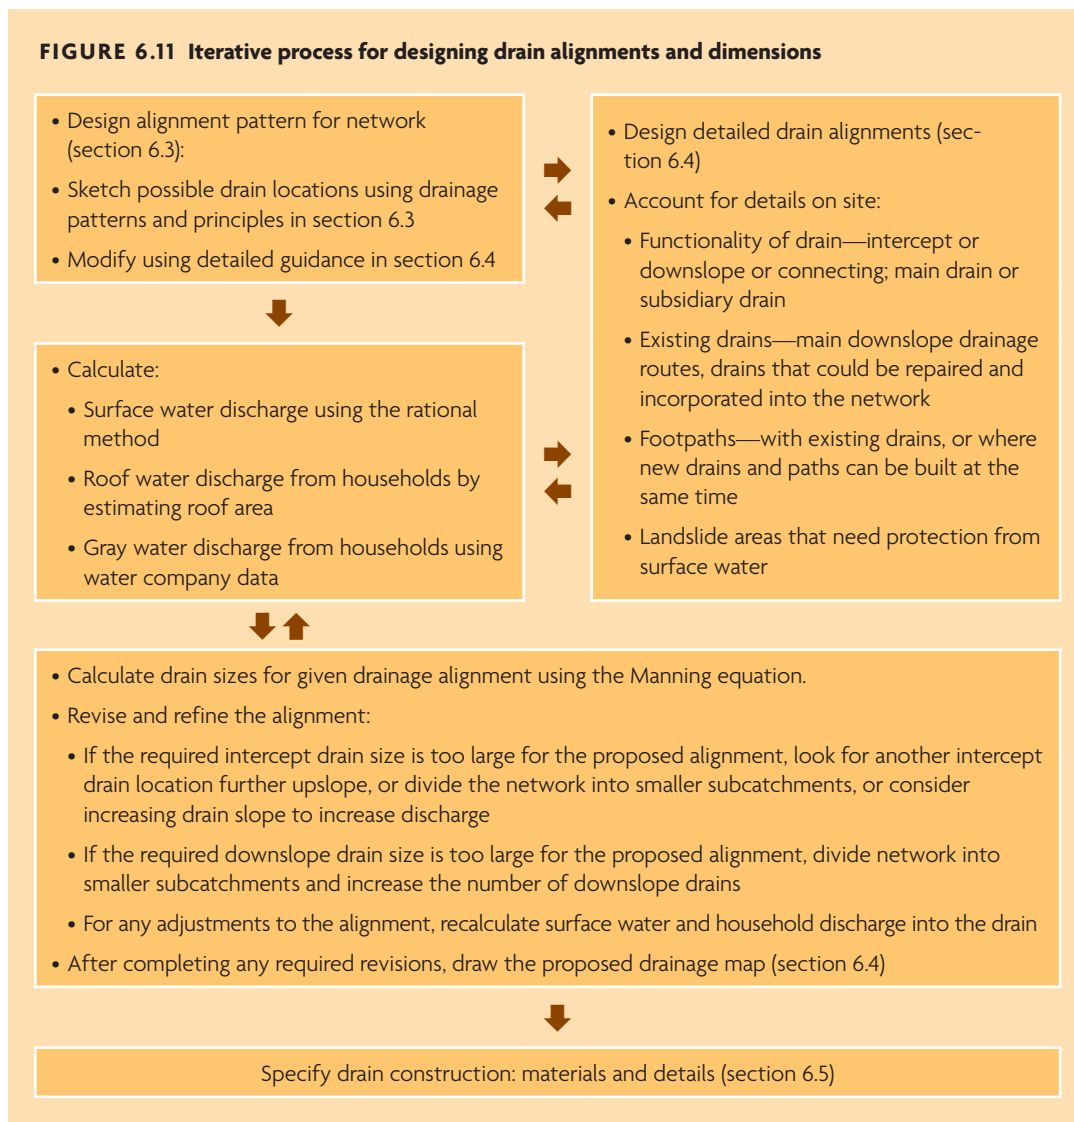 FIGURE 6.11 Iterative process for designing drain alignments and dimensions
• Design alignment pattern for network
(section 6.3):
• Sketch possible drain locations using drainage
patterns and principles in section 6.3
• Modify using detailed guidance in section 6.4
• Design detailed drain alignments (sec-
tion 6.4)
• Account for details on site:
• Functionality of drain—intercept or
downslope or connecting; main drain or
subsidiary drain
• Existing drains—main downslope drainage
routes, drains that could be repaired and
incorporated into the network
• Footpaths—with existing drains, or where
new drains and paths can be built at the
same time
• Landslide areas that need protection from
surface water
• Calculate:
• Surface water discharge using the rational
method
• Roof water discharge from households by
estimating roof area
• Gray water discharge from households using
water company data
• Calculate drain sizes for given drainage alignment using the Manning equation.
• Revise and refine the alignment:
• If the required intercept drain size is too large for the proposed alignment, look for another intercept
drain location further upslope, or divide the network into smaller subcatchments, or consider
increasing drain slope to increase discharge
• If the required downslope drain size is too large for the proposed alignment, divide network into
smaller subcatchments and increase the number of downslope drains
• For any adjustments to the alignment, recalculate surface water and household discharge into the drain
• After completing any required revisions, draw the proposed drainage map (section 6.4)
Specify drain construction: materials and details (section 6.5)